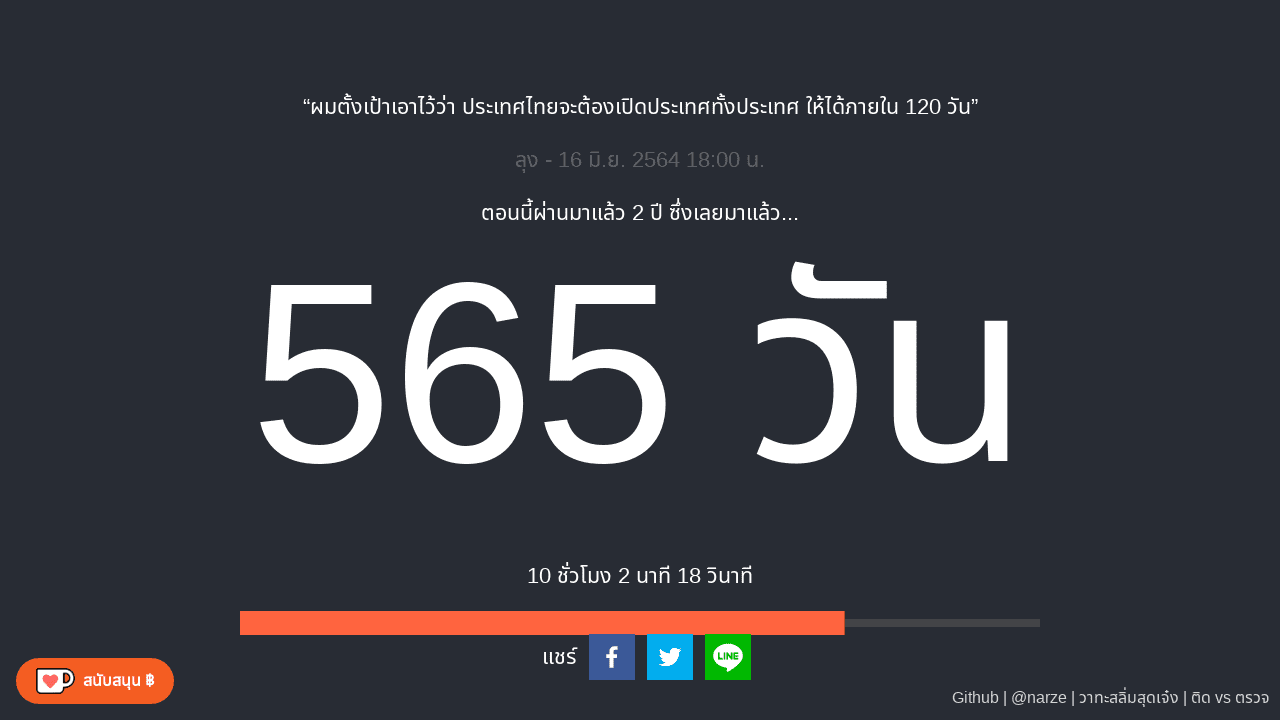 “ผมตั้งเป้าเอาไว้ว่า ประเทศไทยจะต้องเปิดประเทศทั้งประเทศ ให้ได้ภายใน 120 วัน”
ลุง - 16 มิ.ย. 2564 18:00 น.
ตอนนี้ผ่านมาแล้ว 2 ปี ซึ่งเลยมาแล้ว...
565 วัน
10 ชั่วโมง 2 นาที 18 วินาที
แชร์
LINE
สนับสนุน ฿
Github | @narze | วาทะสลิ่มสุดเจ๋ง | ติด vs ตรวจ